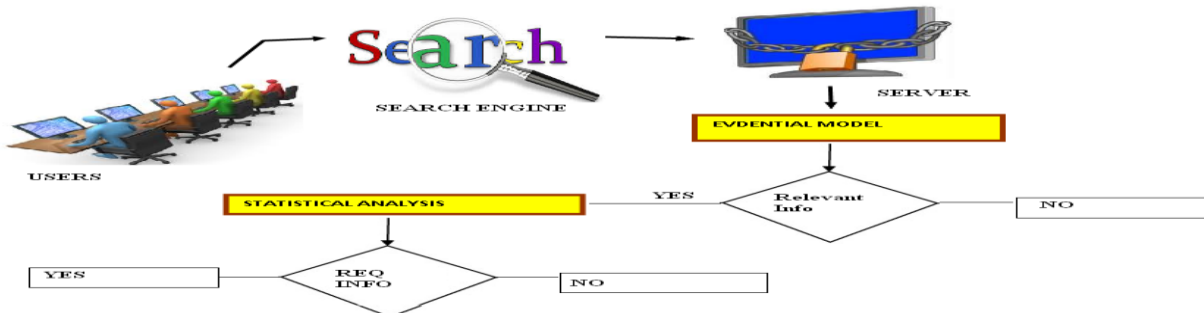 Search
SEARCH ENGINE
SERVER
EVDENTIAL MODEL
USERS
Relevant
Info
YES
NO
STATISTICAL ANALYSIS
REQ
INFO
YES
NO